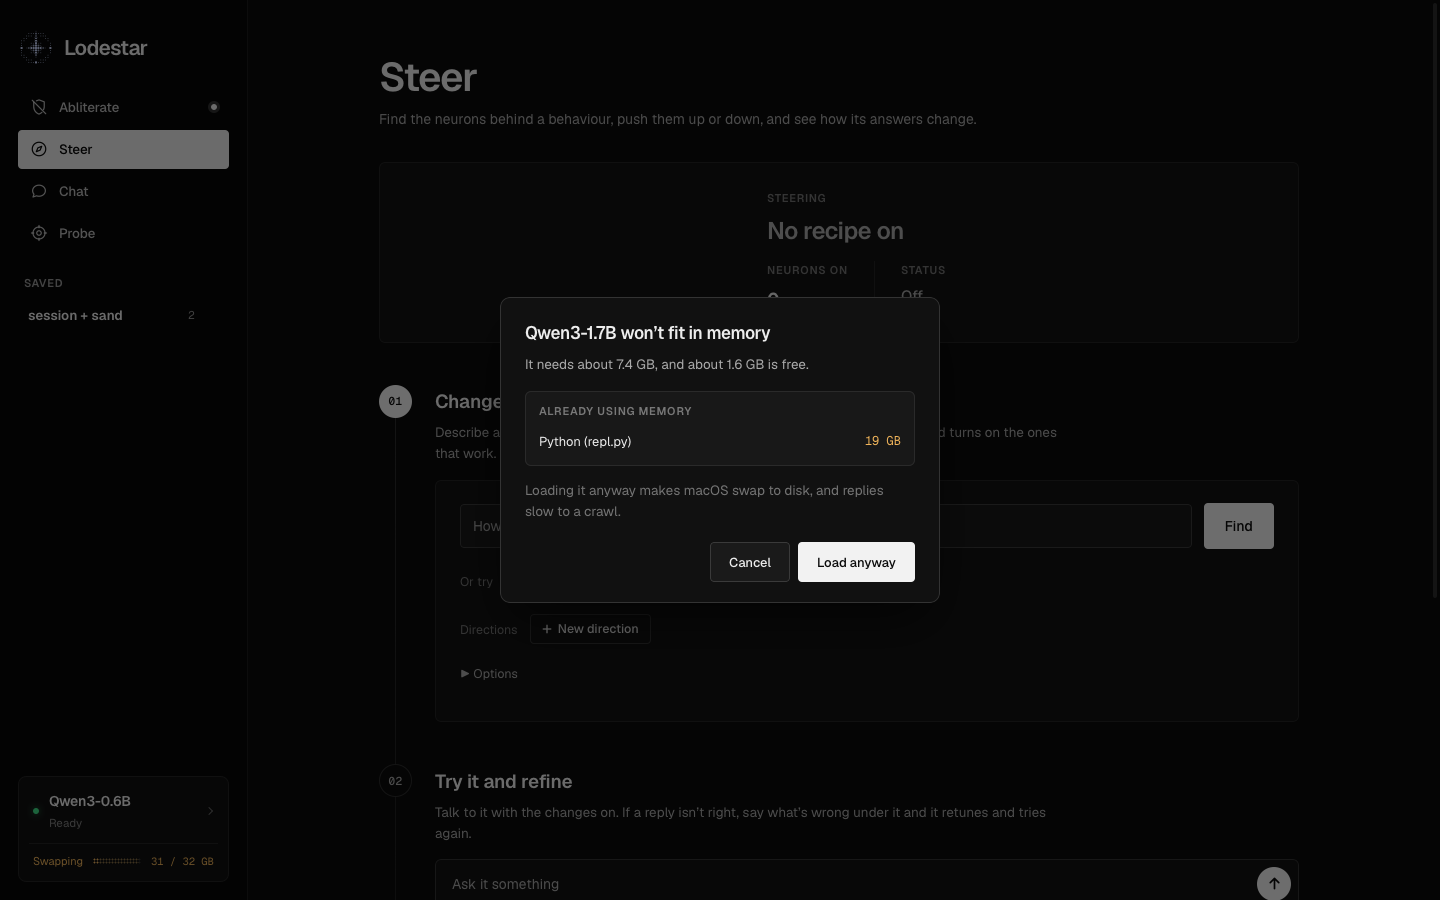 Lodestar
Abliterate
Steer
Chat
Probe
SAVED
session + sand 2
Qwen3-0.6B
Ready
Swapping 31 / 32 GB
Steer
Find the neurons behind a behaviour, push them up or down, and see how its answers change.
STEERING
No recipe on
NEURONS ON STATUS
Off
Qwen3-1.7B won't fit in memory
It needs about 7.4 GB, and about 1.6 GB is free.
ALREADY USING MEMORY
Python (repl.py) 19 GB
Loading it anyway makes macOS swap to disk, and replies
slow to a crawl.
Cancel Load anyway
01 Change
Describe a d turns on the ones
that work.
How Find
Or try
Directions + New direction
Options
02 Try it and refine
Talk to it with the changes on. If a reply isn't right, say what's wrong under it and it retunes and tries
again.
Ask it something